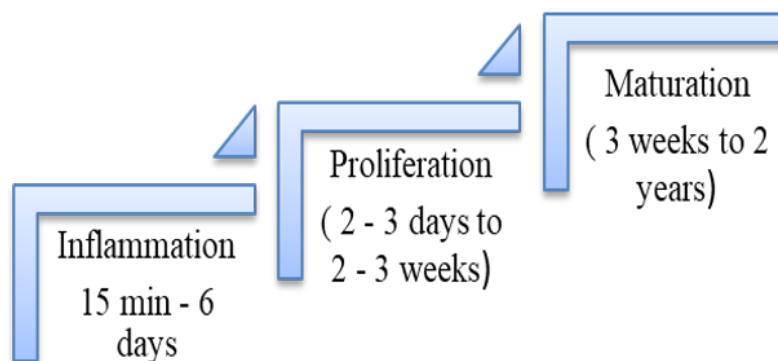 Inflammation
15 min - 6
days
Proliferation
( 2 - 3 days to
2 - 3 weeks)
Maturation
( 3 weeks to 2
years)